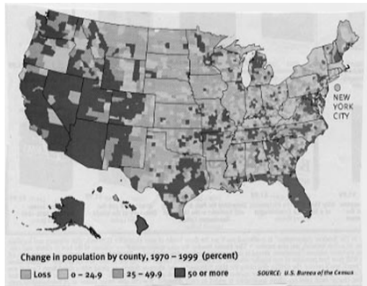 NEW
YORK
CITY
Change in population by county, 1970 – 1999 (percent)
Loss 0 – 24.9 25 – 49.9 50 or more
SOURCE: U.S. Bureau of the Census